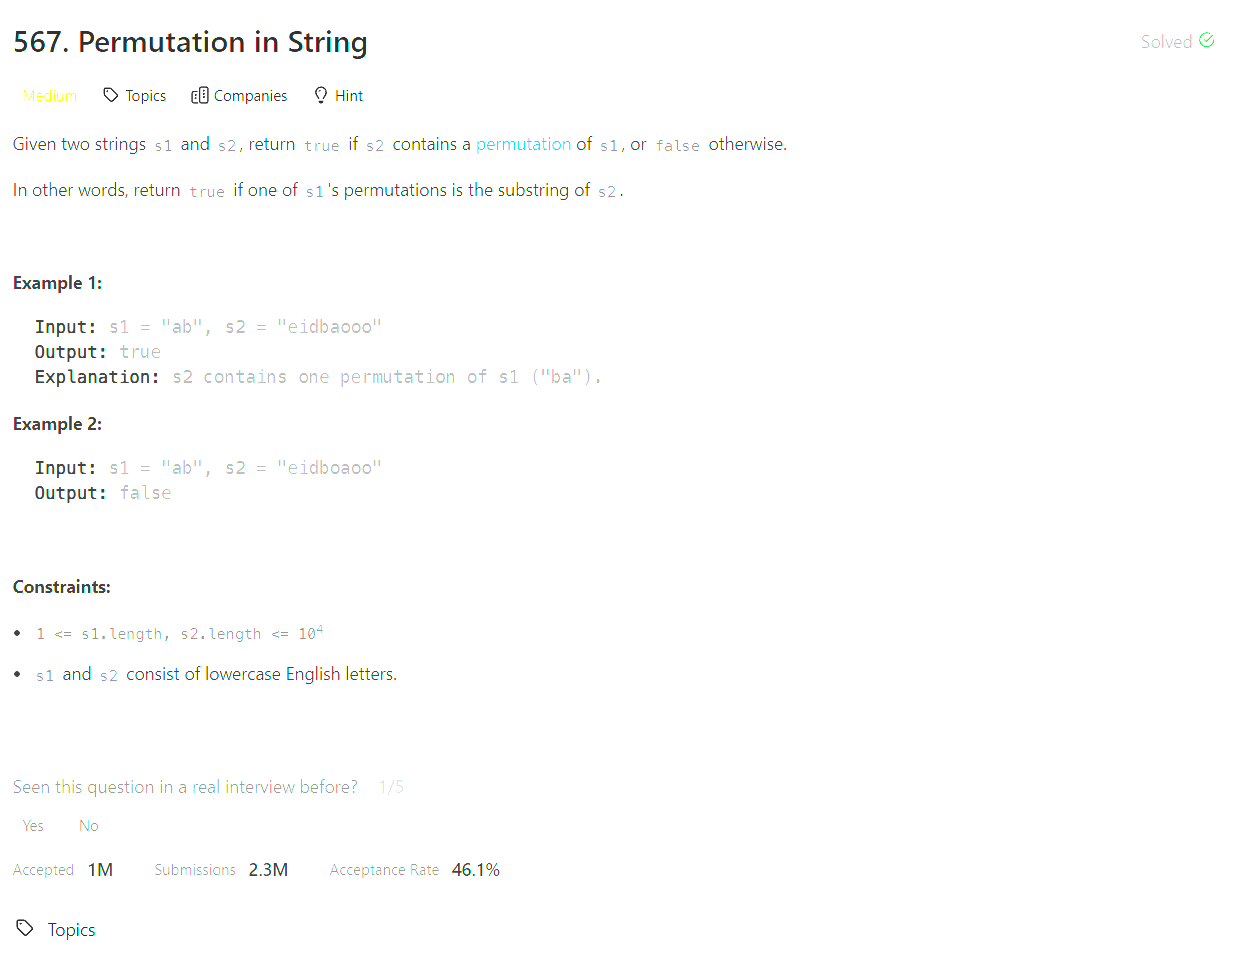 567. Permutation in String
Solved
Medium Topics Companies Hint
Given two strings s1 and s2, return true if s2 contains a permutation of s1, or false otherwise.
In other words, return true if one of s1's permutations is the substring of s2.
Example 1:
Input: s1 = "ab", s2 = "eidbaooo"
Output: true
Explanation: s2 contains one permutation of s1 ("ba").
Example 2:
Input: s1 = "ab", s2 = "eidboaoo"
Output: false
Constraints:
• 1 <= s1.length, s2.length <= 10⁴
• s1 and s2 consist of lowercase English letters.
Seen this question in a real interview before? 1/5
Yes No
Accepted 1M Submissions 2.3M Acceptance Rate 46.1%
Topics